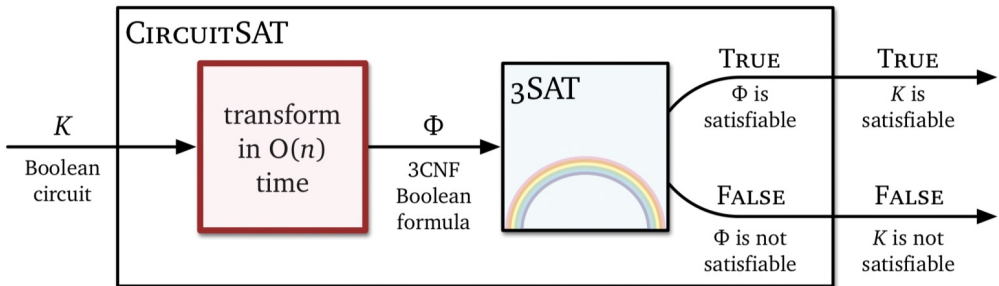 CIRCUITSAT
K
Boolean
circuit
transform
in O(n)
time
Φ
3CNF
Boolean
formula
3SAT
TRUE
Φ is
satisfiable
TRUE
K is
satisfiable
FALSE
Φ is not
satisfiable
FALSE
K is not
satisfiable